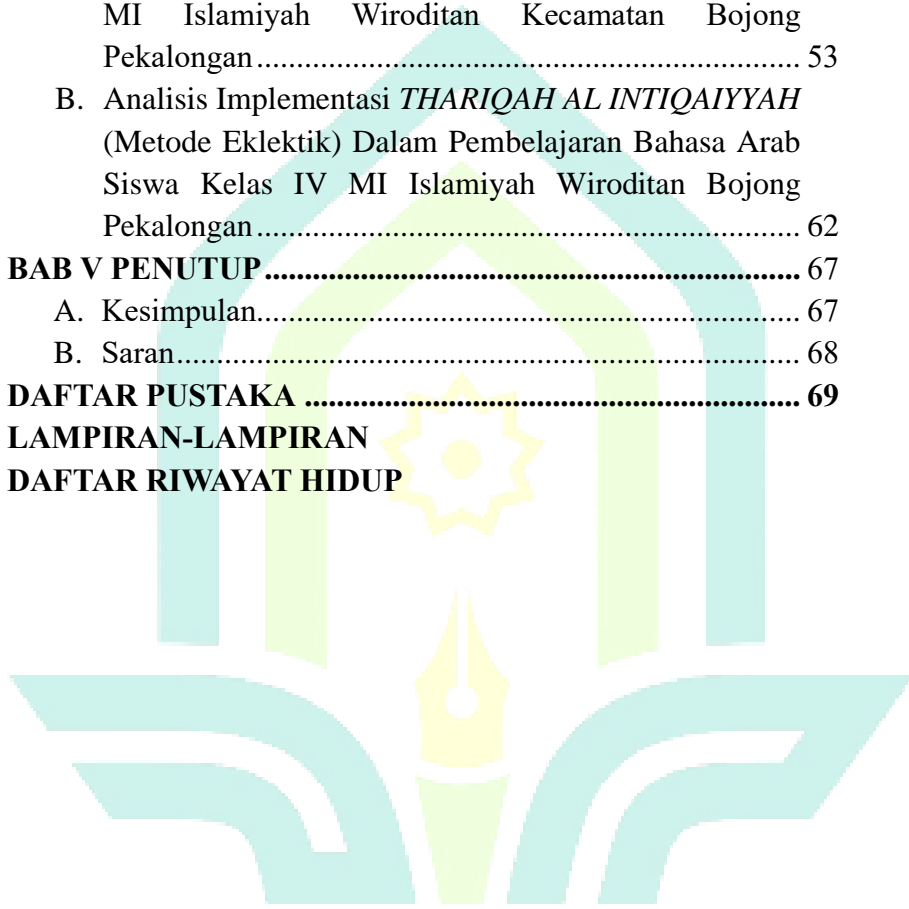 MI Islamiyah Wiroditan Kecamatan Bojong
Pekalongan.................................................................... 53
B. Analisis Implementasi THARIQAH AL INTIQAIYYAH
(Metode Eklektik) Dalam Pembelajaran Bahasa Arab
Siswa Kelas IV MI Islamiyah Wiroditan Bojong
Pekalongan.................................................................... 62
BAB V PENUTUP.................................................................... 67
A. Kesimpulan.................................................................... 67
B. Saran.................................................................... 68
DAFTAR PUSTAKA .................................................................... 69
LAMPIRAN-LAMPIRAN
DAFTAR RIWAYAT HIDUP